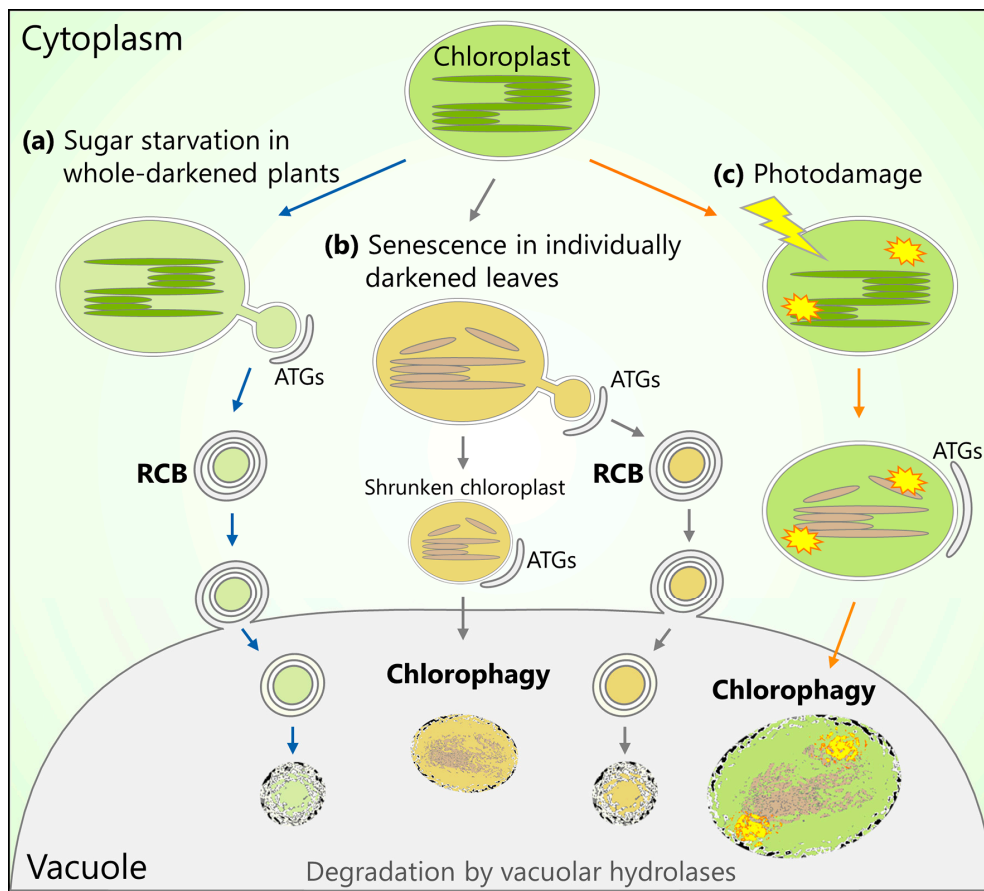 Cytoplasm
Chloroplast
(a) Sugar starvation in
whole-darkened plants
(c) Photodamage
(b) Senescence in individually
darkened leaves
ATGs
ATGs
ATGs
RCB
RCB
Shrunken chloroplast
ATGs
Chlorophagy
Chlorophagy
Vacuole
Degradation by vacuolar hydrolases